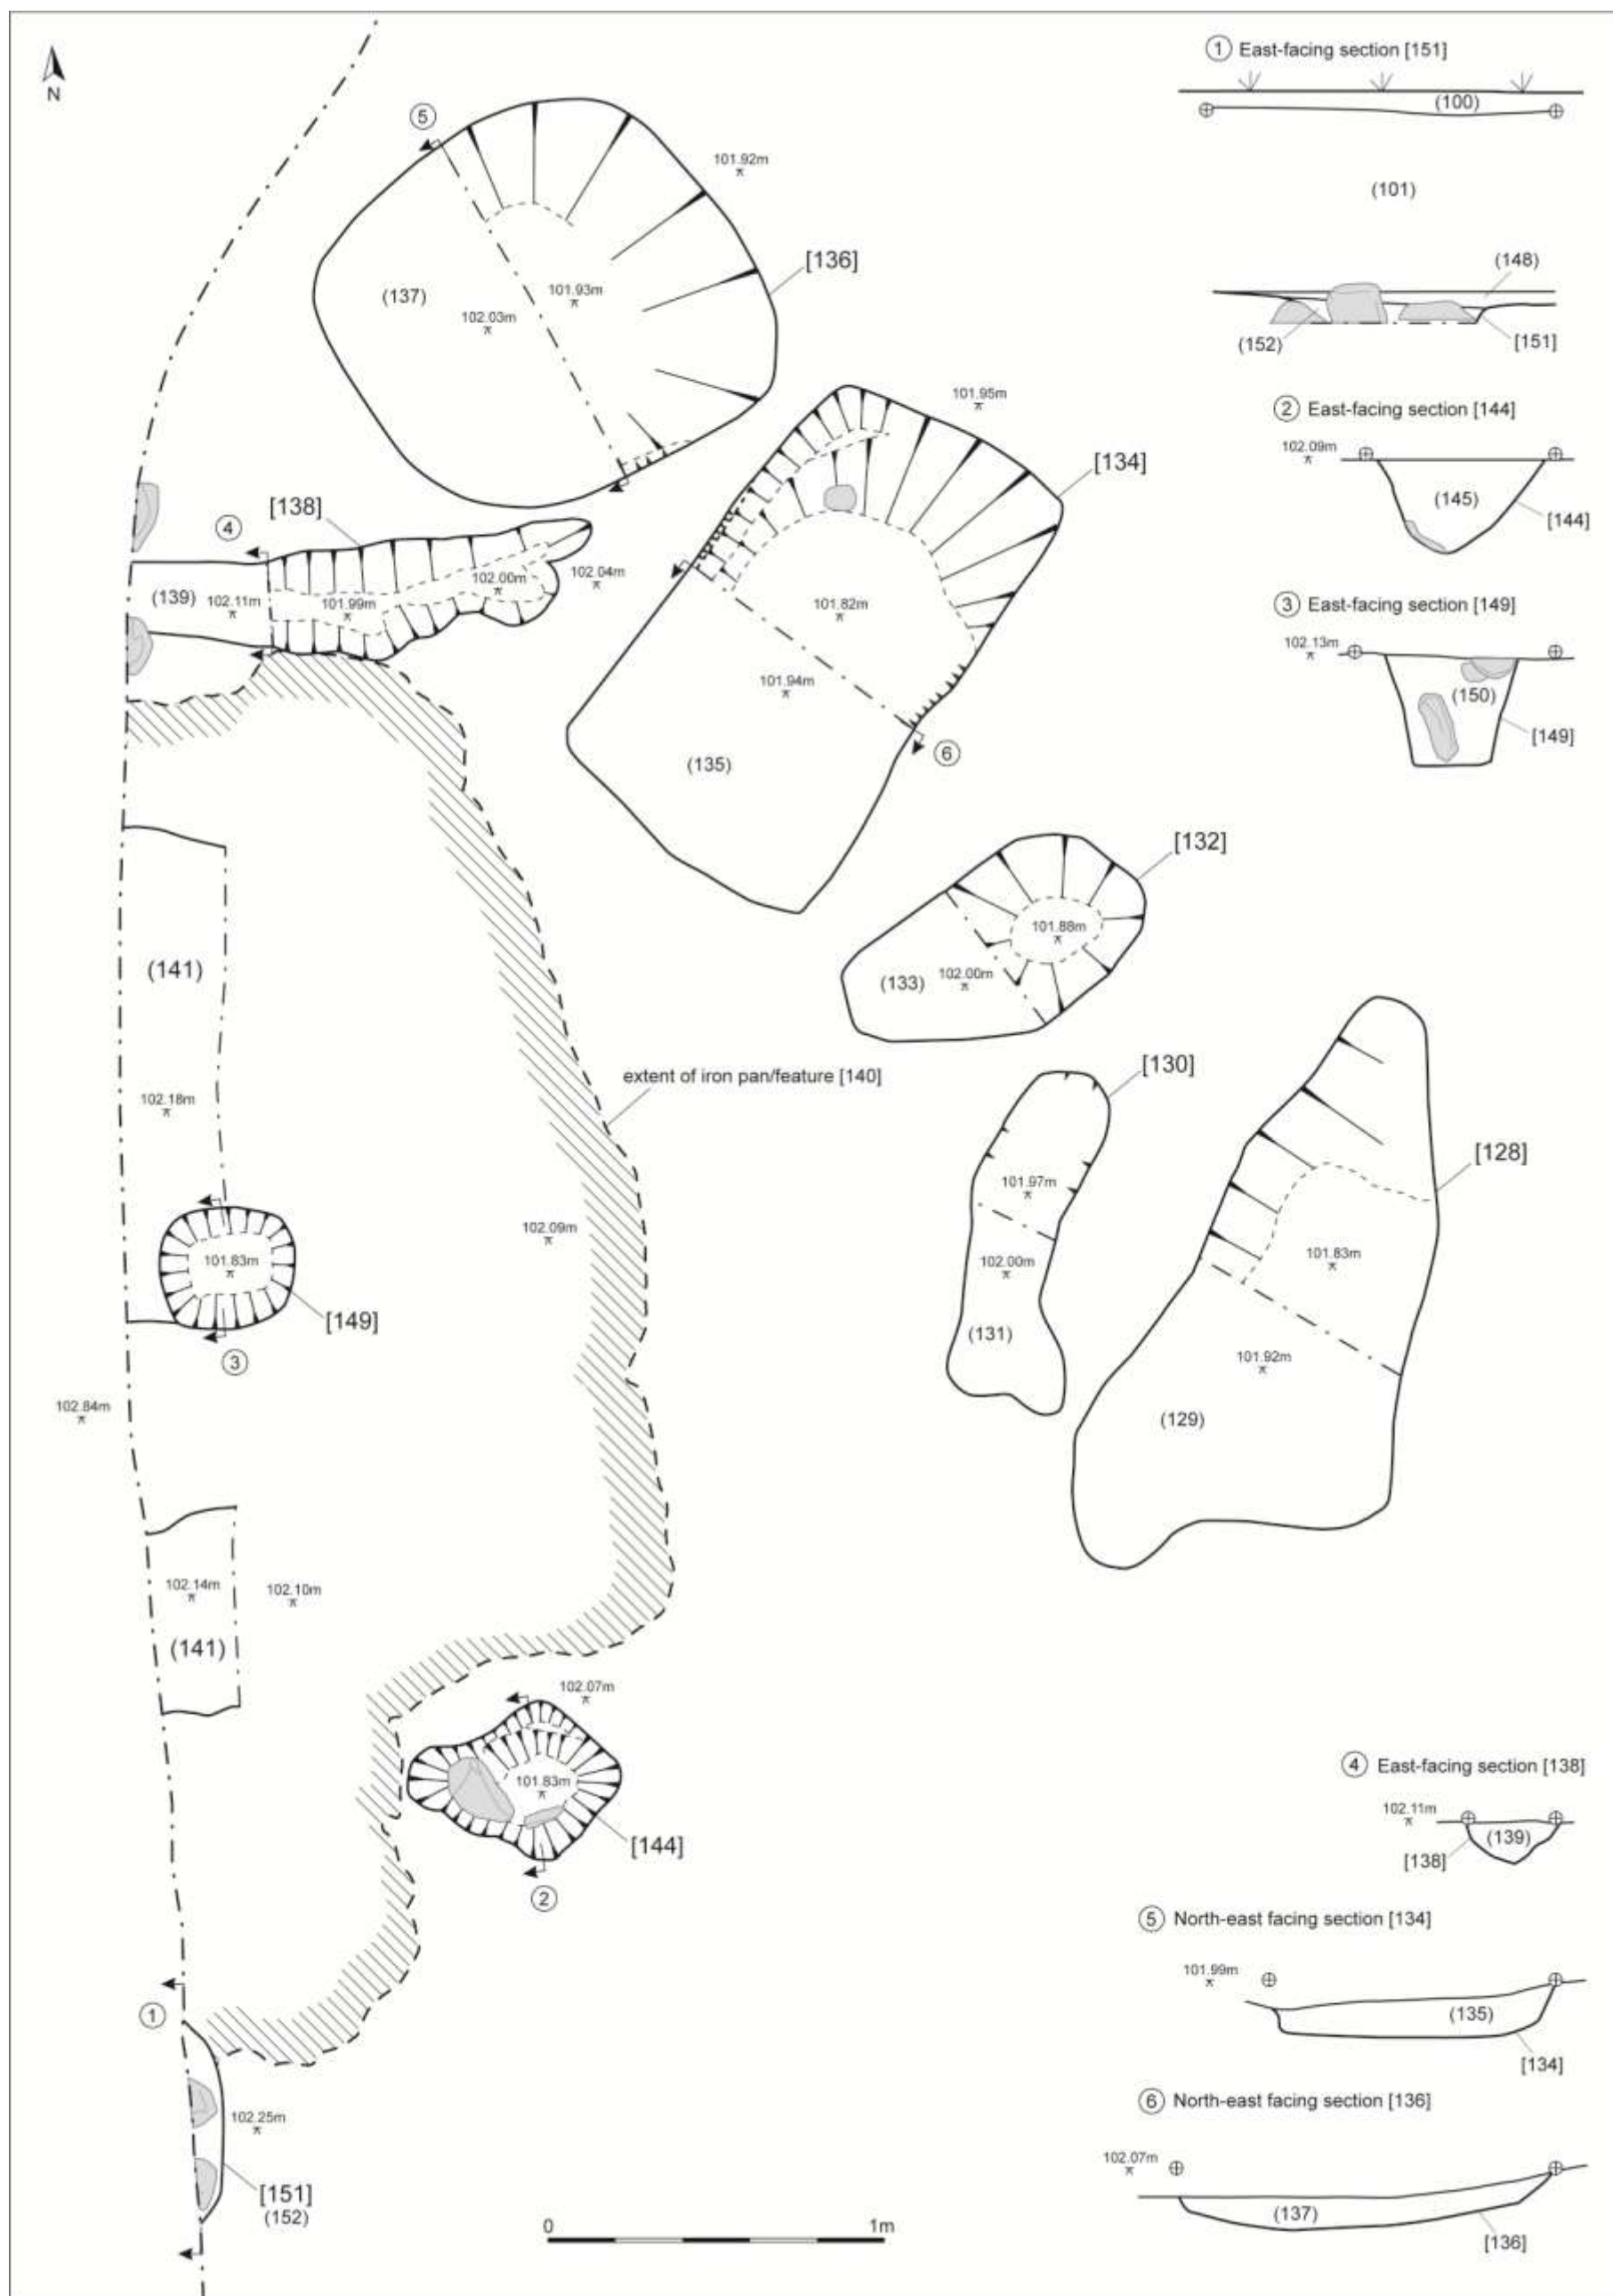 N
① East-facing section [151]
(100)
(101)
(148)
(152)
[151]
② East-facing section [144]
102.09m
(145)
[144]
③ East-facing section [149]
102.13m
(150)
[149]
⑤
101.92m
[136]
(137)
101.93m
102.03m
101.95m
[134]
[138]
④
(139)
102.11m
101.99m
102.00m
102.04m
101.82m
101.94m
(135)
⑥
[132]
101.88m
(133)
102.00m
(141)
102.18m
extent of iron pan/feature [140]
[130]
101.97m
102.00m
(131)
[128]
101.83m
101.92m
(129)
102.09m
101.83m
[149]
③
102.84m
102.14m
102.10m
(141)
102.07m
101.83m
[144]
②
①
102.25m
[151]
(152)
0
1m
④ East-facing section [138]
102.11m
(139)
[138]
⑤ North-east facing section [134]
101.99m
(135)
[134]
⑥ North-east facing section [136]
102.07m
(137)
[136]